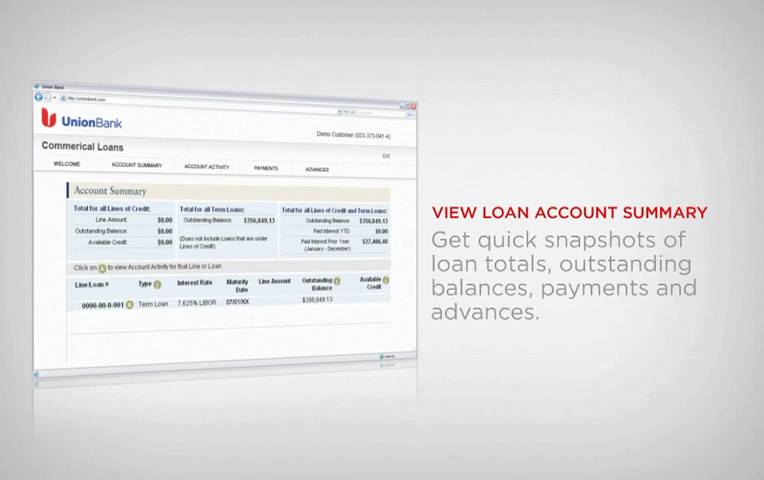 Union Bank
http://unionbank.com
UnionBank
Demo Customer (933-373-041-4)
Commerical Loans
Exit
WELCOME
ACCOUNT SUMMARY
ACCOUNT ACTIVITY
PAYMENTS
ADVANCES
Account Summary
Total for all Lines of Credit:
Line Amount: $0.00
Outstanding Balance: $0.00
Available Credit: $0.00
Total for all Term Loans:
Outstanding Balance: $356,849.13
(Does not include Loans that are under
Lines of Credit)
Total for all Lines of Credit and Term Loans:
Outstanding Balance: $356,849.13
Paid Interest YTD: $0.00
Paid Interest Prior Year: $27,406.48
(January - December)
Click on A to view Account Activity for that Line or Loan
Line/Loan # Type Interest Rate Maturity Date Line Amount Outstanding Balance Available Credit
0000-00-0-001 A Term Loan 7.625% LIBOR 07/01/XX $356,849.13
VIEW LOAN ACCOUNT SUMMARY
Get quick snapshots of
loan totals, outstanding
balances, payments and
advances.